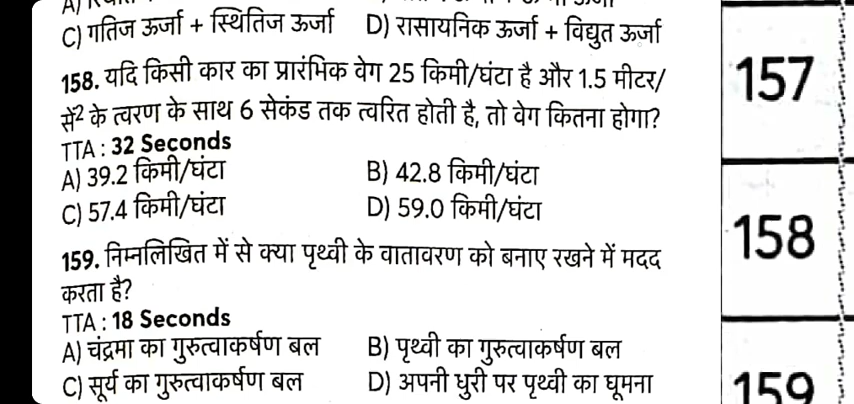 C) गतिज ऊर्जा + स्थितिज ऊर्जा D) रासायनिक ऊर्जा + विद्युत ऊर्जा
158. यदि किसी कार का प्रारंभिक वेग 25 किमी/घंटा है और 1.5 मीटर/
सें² के त्वरण के साथ 6 सेकंड तक त्वरित होती है, तो वेग कितना होगा?
TTA : 32 Seconds
A) 39.2 किमी/घंटा B) 42.8 किमी/घंटा
C) 57.4 किमी/घंटा D) 59.0 किमी/घंटा
159. निम्नलिखित में से क्या पृथ्वी के वातावरण को बनाए रखने में मदद
करता है?
TTA : 18 Seconds
A) चंद्रमा का गुरुत्वाकर्षण बल B) पृथ्वी का गुरुत्वाकर्षण बल
C) सूर्य का गुरुत्वाकर्षण बल D) अपनी धुरी पर पृथ्वी का घूमना
157
158
159